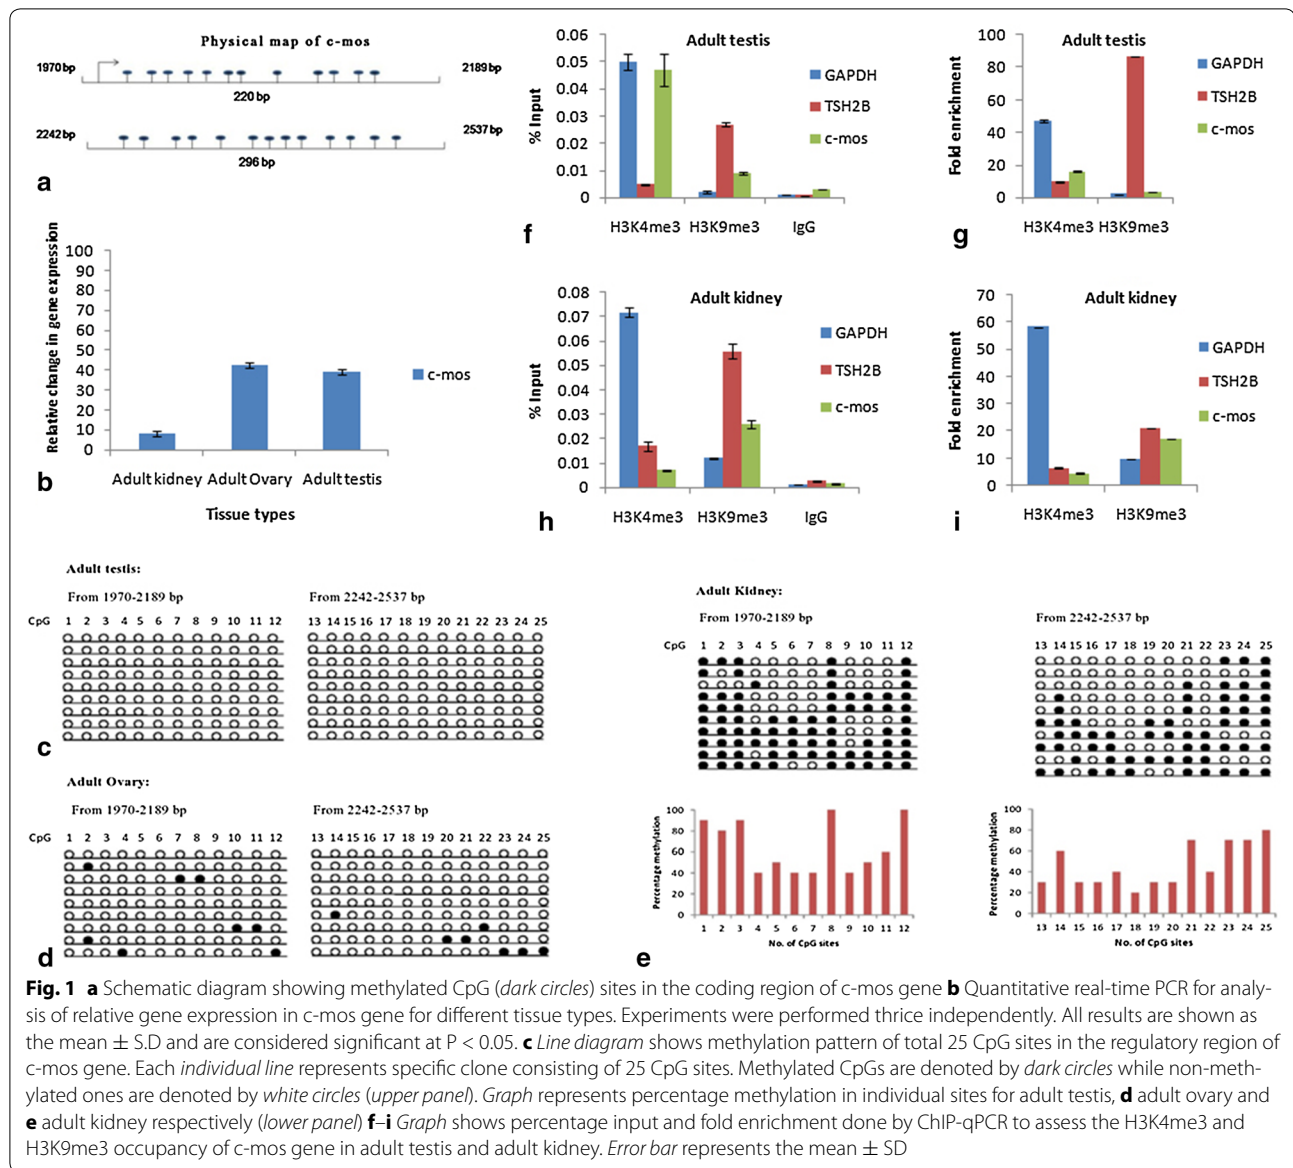 Physical map of c-mos
1970 bp
2189 bp
220 bp
2242 bp
2537 bp
296 bp
a
Relative change in gene expression
100
90
80
70
60
50
40
30
20
10
0
Adult kidney Adult Ovary Adult testis
c-mos
Tissue types
b
Adult testis
% Input
0.06
0.05
0.04
0.03
0.02
0.01
0
H3K4me3 H3K9me3 IgG
GAPDH
TSH2B
c-mos
f
Adult testis
Fold enrichment
100
80
60
40
20
0
H3K4me3 H3K9me3
GAPDH
TSH2B
c-mos
g
Adult kidney
% Input
0.08
0.07
0.06
0.05
0.04
0.03
0.02
0.01
0
H3K4me3 H3K9me3 IgG
GAPDH
TSH2B
c-mos
h
Adult kidney
Fold enrichment
70
60
50
40
30
20
10
0
H3K4me3 H3K9me3
GAPDH
TSH2B
c-mos
i
Adult testis:
From 1970-2189 bp
From 2242-2537 bp
CpG 1 2 3 4 5 6 7 8 9 10 11 12
13 14 15 16 17 18 19 20 21 22 23 24 25
c
Adult Ovary:
From 1970-2189 bp
From 2242-2537 bp
CpG 1 2 3 4 5 6 7 8 9 10 11 12
13 14 15 16 17 18 19 20 21 22 23 24 25
d
Adult Kidney:
From 1970-2189 bp
From 2242-2537 bp
CpG 1 2 3 4 5 6 7 8 9 10 11 12
13 14 15 16 17 18 19 20 21 22 23 24 25
Percentage methylation
100
80
60
40
20
0
1 2 3 4 5 6 7 8 9 10 11 12
No. of CpG sites
Percentage methylation
100
80
60
40
20
0
13 14 15 16 17 18 19 20 21 22 23 24 25
No. of CpG sites
e
Fig. 1 a Schematic diagram showing methylated CpG (dark circles) sites in the coding region of c-mos gene b Quantitative real-time PCR for analy-
sis of relative gene expression in c-mos gene for different tissue types. Experiments were performed thrice independently. All results are shown as
the mean ± S.D and are considered significant at P < 0.05. c Line diagram shows methylation pattern of total 25 CpG sites in the regulatory region of
c-mos gene. Each individual line represents specific clone consisting of 25 CpG sites. Methylated CpGs are denoted by dark circles while non-meth-
ylated ones are denoted by white circles (upper panel). Graph represents percentage methylation in individual sites for adult testis, d adult ovary and
e adult kidney respectively (lower panel) f–i Graph shows percentage input and fold enrichment done by ChIP-qPCR to assess the H3K4me3 and
H3K9me3 occupancy of c-mos gene in adult testis and adult kidney. Error bar represents the mean ± SD